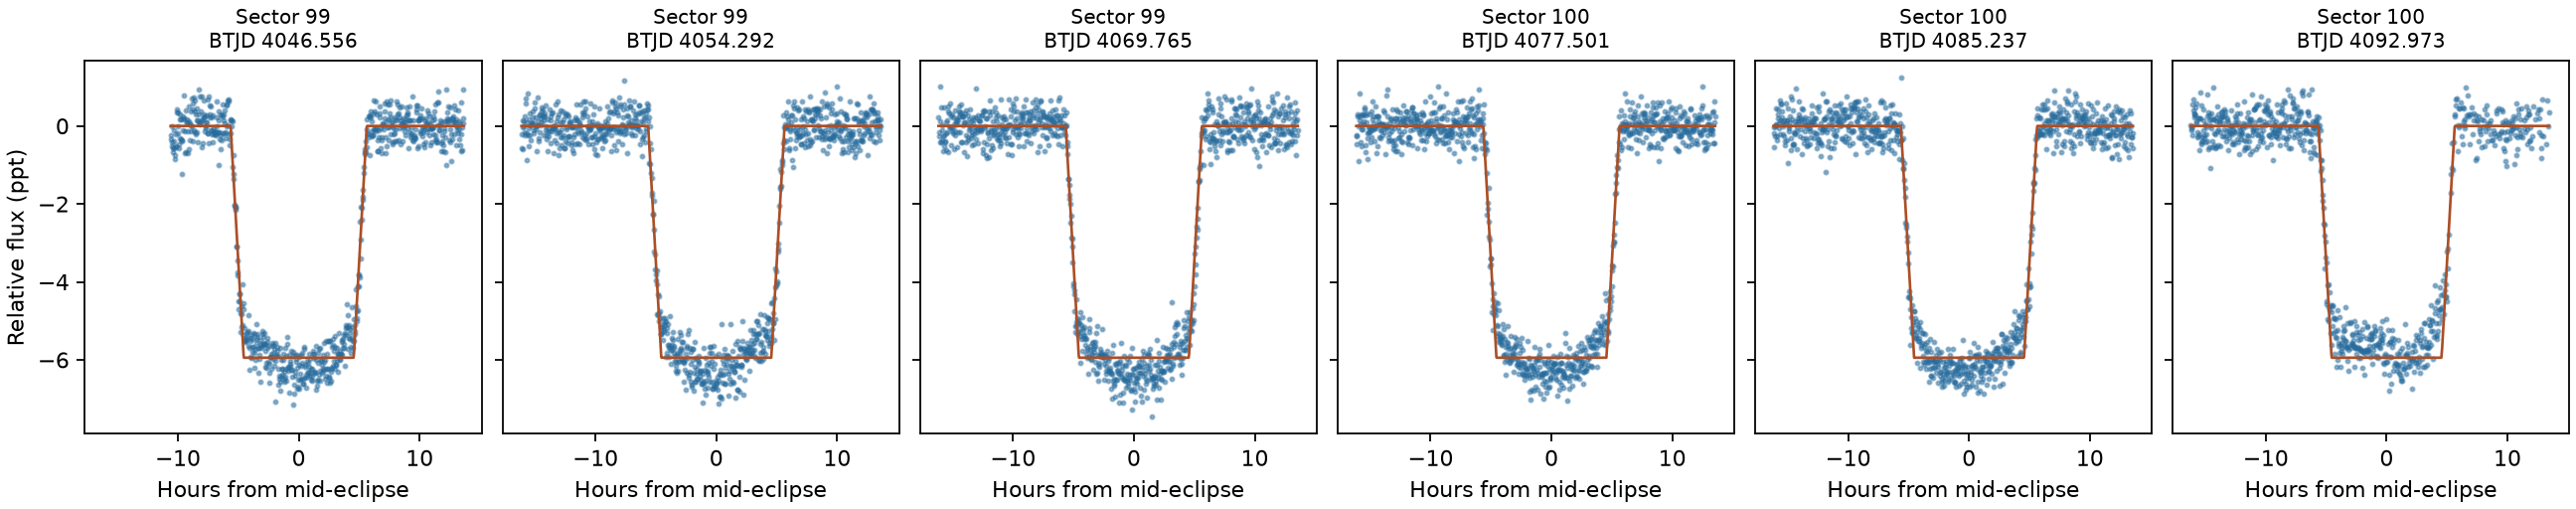 Sector 99
BTJD 4046.556
Sector 99
BTJD 4054.292
Sector 99
BTJD 4069.765
Sector 100
BTJD 4077.501
Sector 100
BTJD 4085.237
Sector 100
BTJD 4092.973
Relative flux (ppt)
0
−2
−4
−6
−10 0 10
−10 0 10
−10 0 10
−10 0 10
−10 0 10
−10 0 10
Hours from mid-eclipse
Hours from mid-eclipse
Hours from mid-eclipse
Hours from mid-eclipse
Hours from mid-eclipse
Hours from mid-eclipse